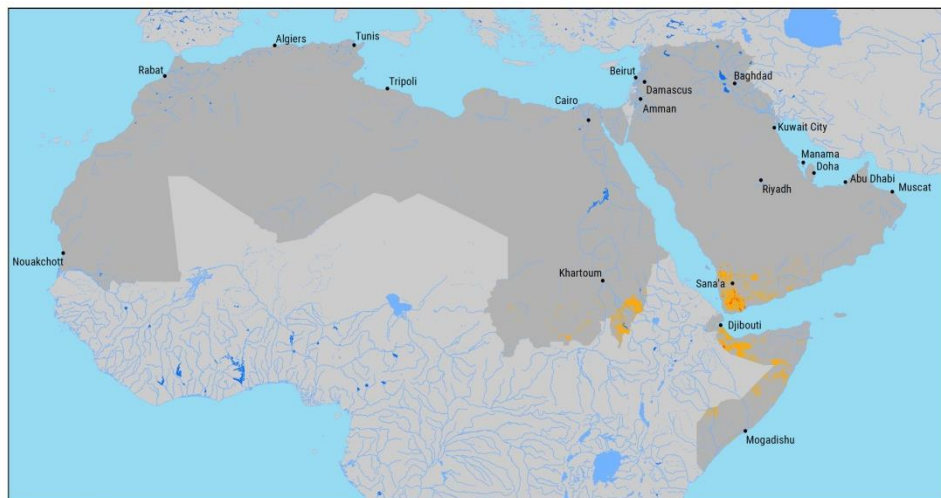 Algiers
Tunis
Rabat
Tripoli
Beirut
Baghdad
Damascus
Cairo
Amman
Kuwait City
Manama
Doha
Abu Dhabi
Riyadh
Muscat
Nouakchott
Khartoum
Sana'a
Djibouti
Mogadishu